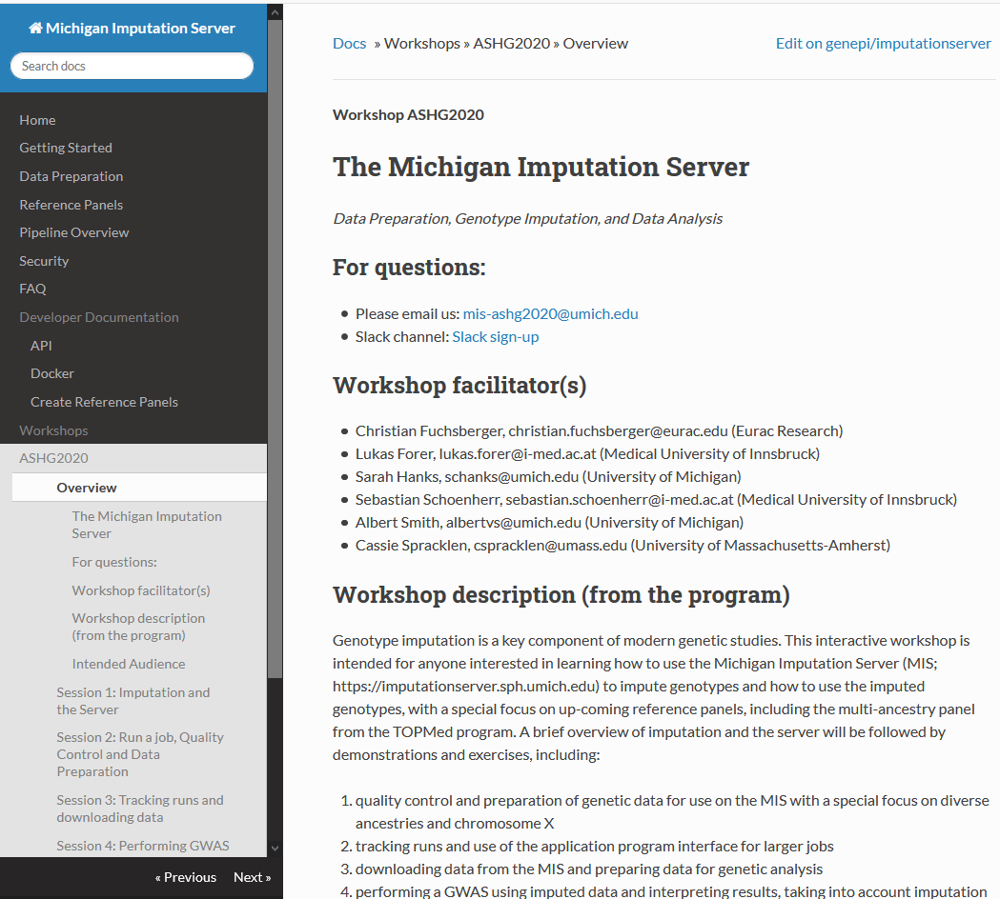 Michigan Imputation Server
Search docs
Home
Getting Started
Data Preparation
Reference Panels
Pipeline Overview
Security
FAQ
Developer Documentation
API
Docker
Create Reference Panels
Workshops
ASHG2020
Overview
The Michigan Imputation
Server
For questions:
Workshop facilitator(s)
Workshop description
(from the program)
Intended Audience
Session 1: Imputation and
the Server
Session 2: Run a job, Quality
Control and Data
Preparation
Session 3: Tracking runs and
downloading data
Session 4: Performing GWAS
« Previous Next »
Docs » Workshops » ASHG2020 » Overview
Edit on genepi/imputationserver
Workshop ASHG2020
The Michigan Imputation Server
Data Preparation, Genotype Imputation, and Data Analysis
For questions:
• Please email us: mis-ashg2020@umich.edu
• Slack channel: Slack sign-up
Workshop facilitator(s)
• Christian Fuchsberger, christian.fuchsberger@eurac.edu (Eurac Research)
• Lukas Forer, lukas.forer@i-med.ac.at (Medical University of Innsbruck)
• Sarah Hanks, schanks@umich.edu (University of Michigan)
• Sebastian Schoenherr, sebastian.schoenherr@i-med.ac.at (Medical University of Innsbruck)
• Albert Smith, albertvs@umich.edu (University of Michigan)
• Cassie Spracklen, cspracklen@umass.edu (University of Massachusetts-Amherst)
Workshop description (from the program)
Genotype imputation is a key component of modern genetic studies. This interactive workshop is
intended for anyone interested in learning how to use the Michigan Imputation Server (MIS;
https://imputationserver.sph.umich.edu) to impute genotypes and how to use the imputed
genotypes, with a special focus on up-coming reference panels, including the multi-ancestry panel
from the TOPMed program. A brief overview of imputation and the server will be followed by
demonstrations and exercises, including:
1. quality control and preparation of genetic data for use on the MIS with a special focus on diverse
ancestries and chromosome X
2. tracking runs and use of the application program interface for larger jobs
3. downloading data from the MIS and preparing data for genetic analysis
4. performing a GWAS using imputed data and interpreting results, taking into account imputation